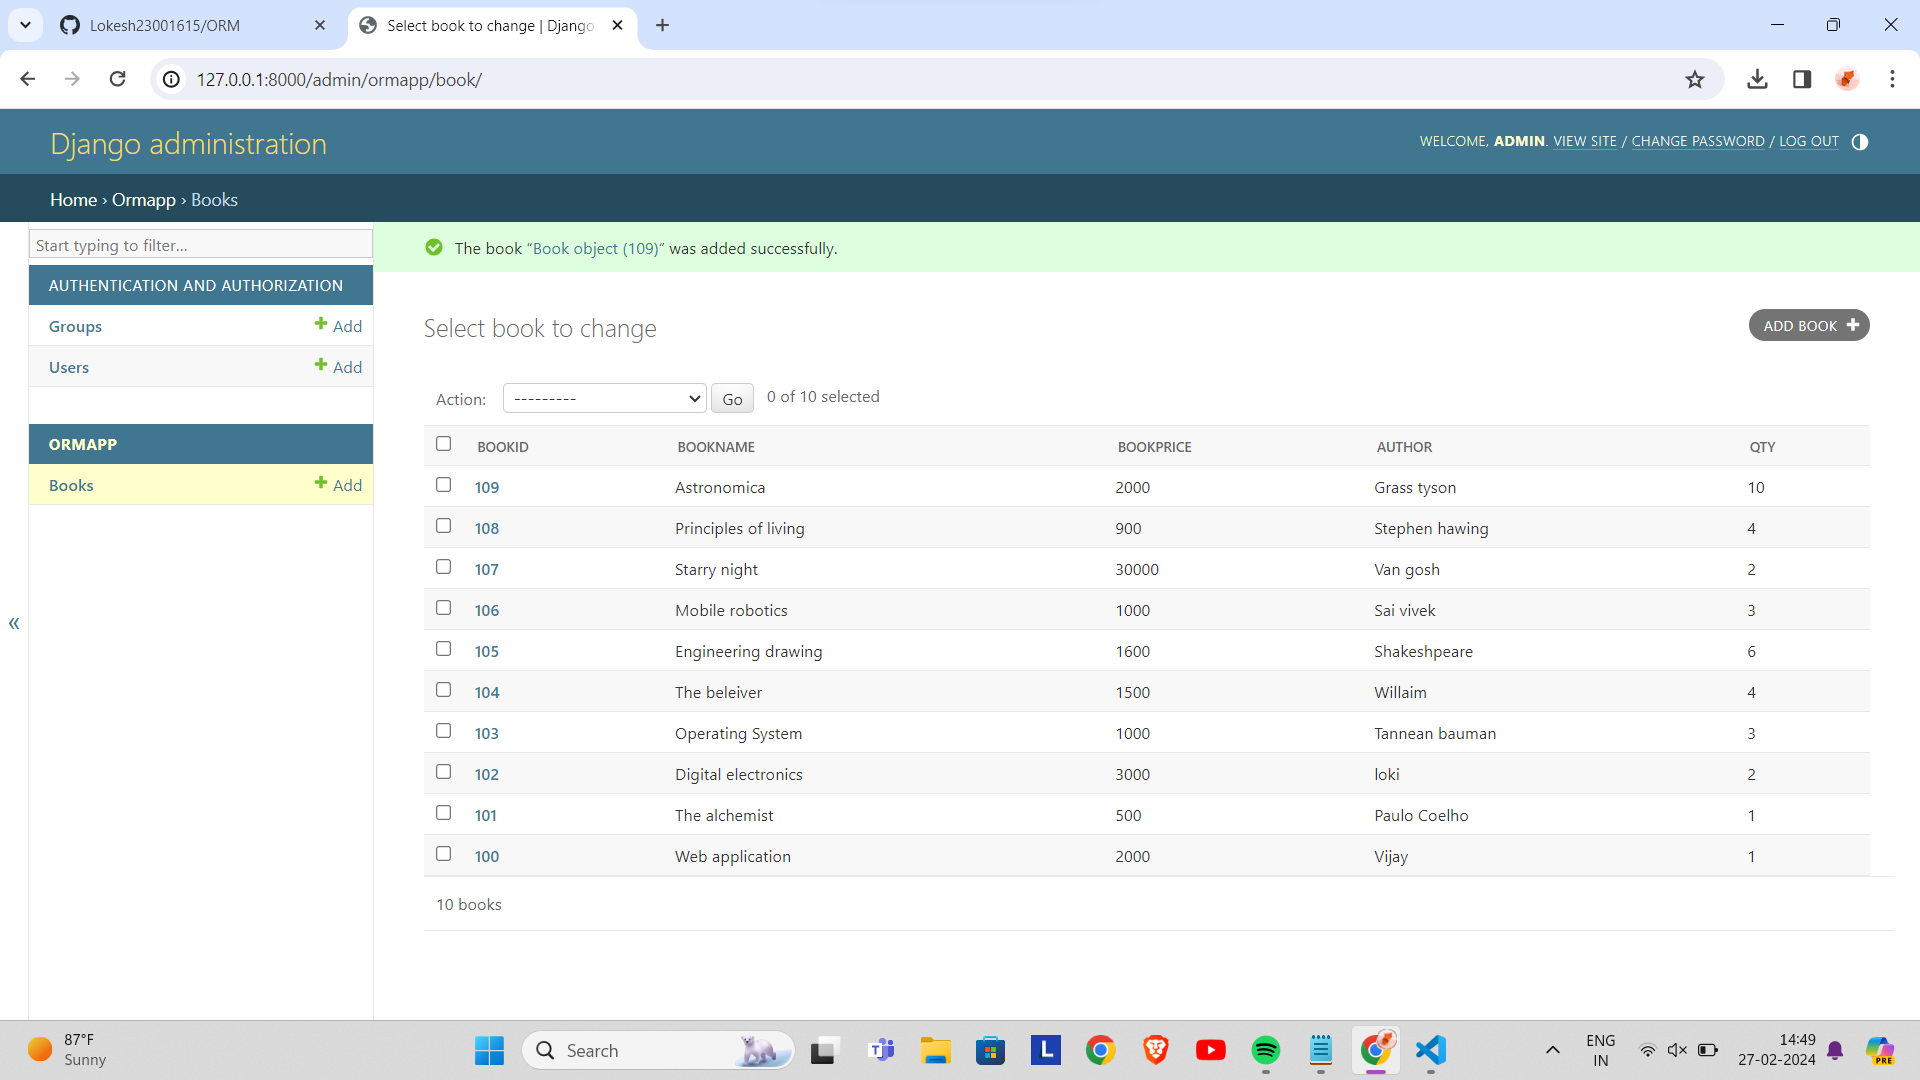 Lokesh23001615/ORM
Select book to change | Django
127.0.0.1:8000/admin/ormapp/book/
Django administration
WELCOME, ADMIN. VIEW SITE / CHANGE PASSWORD / LOG OUT
Home › Ormapp › Books
Start typing to filter...
The book “Book object (109)” was added successfully.
AUTHENTICATION AND AUTHORIZATION
Groups Add
Users Add
ORMAPP
Books Add
Select book to change
ADD BOOK
Action: --------- Go 0 of 10 selected
BOOKID BOOKNAME BOOKPRICE AUTHOR QTY
109 Astronomica 2000 Grass tyson 10
108 Principles of living 900 Stephen hawing 4
107 Starry night 30000 Van gosh 2
106 Mobile robotics 1000 Sai vivek 3
105 Engineering drawing 1600 Shakeshpeare 6
104 The beleiver 1500 Willaim 4
103 Operating System 1000 Tannean bauman 3
102 Digital electronics 3000 loki 2
101 The alchemist 500 Paulo Coelho 1
100 Web application 2000 Vijay 1
10 books
87°F
Sunny
Search
L
ENG
IN
14:49
27-02-2024
PRE